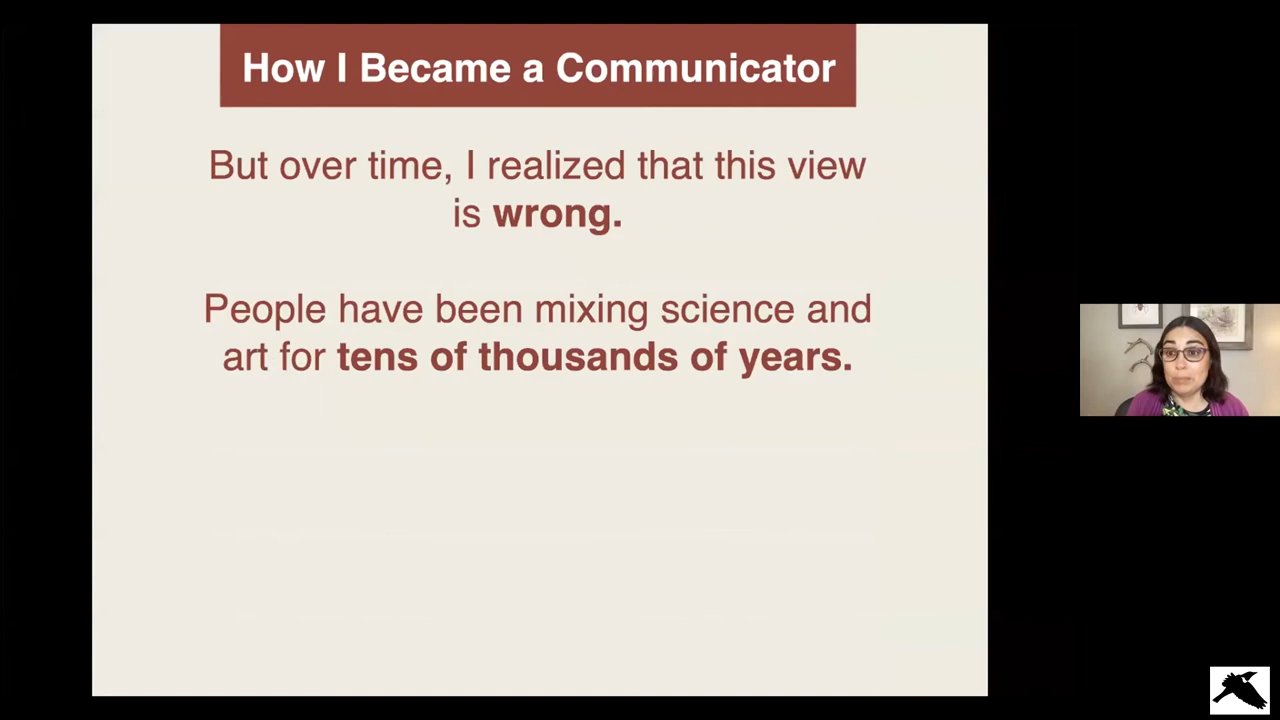 How I Became a Communicator
But over time, I realized that this view
is wrong.
People have been mixing science and
art for tens of thousands of years.